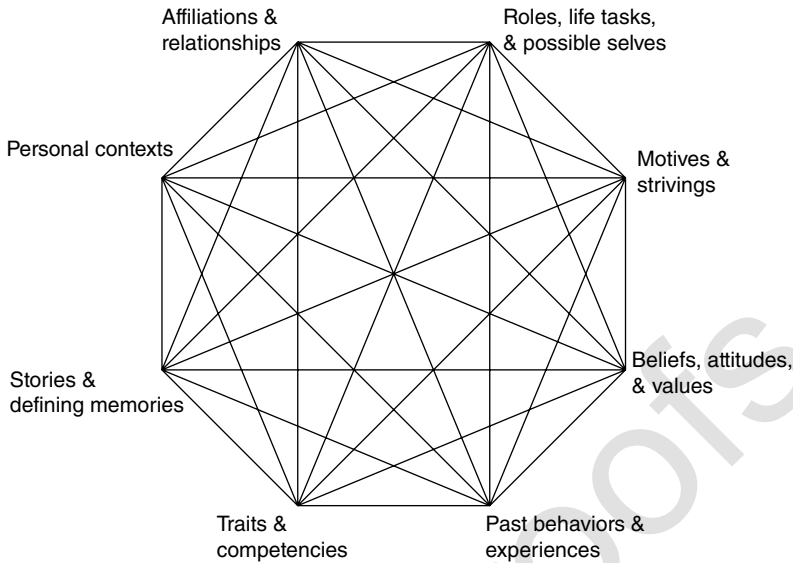 Affiliations &
relationships
Roles, life tasks,
& possible selves
Personal contexts
Motives &
strivings
Stories &
defining memories
Beliefs, attitudes,
& values
Traits &
competencies
Past behaviors &
experiences
oofs